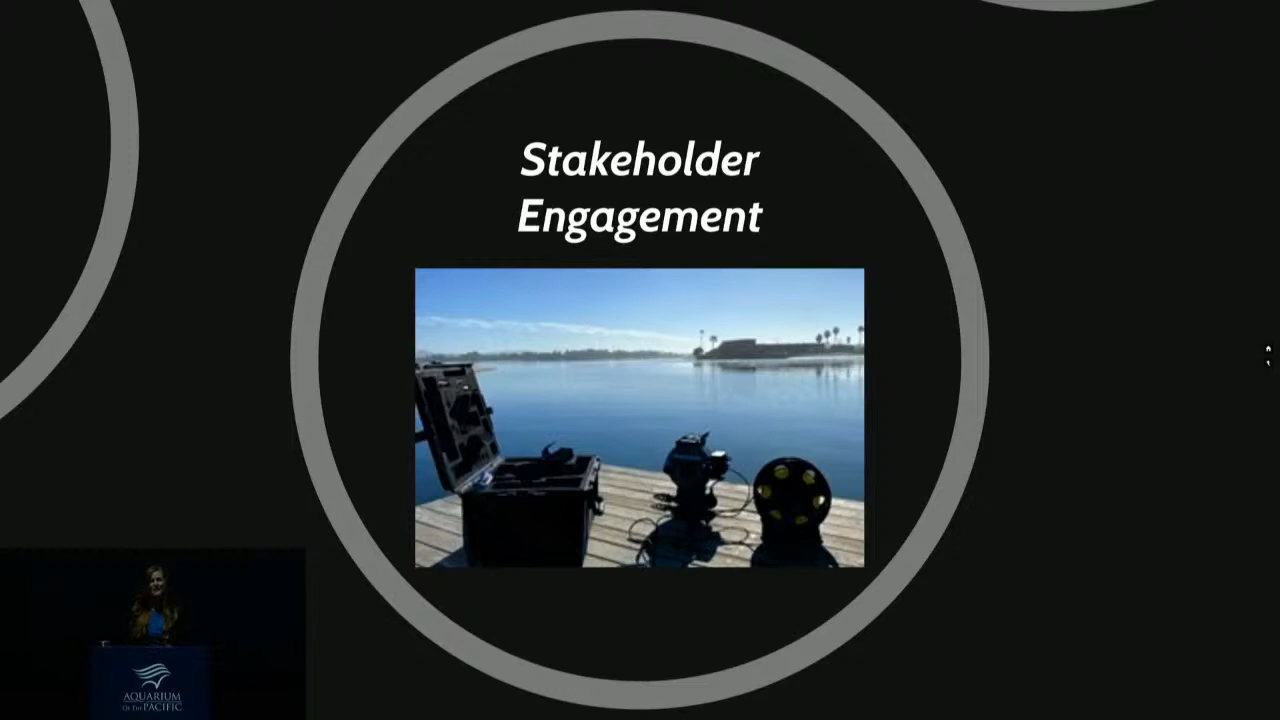 Stakeholder
Engagement
AQUARIUM
OF THE PACIFIC